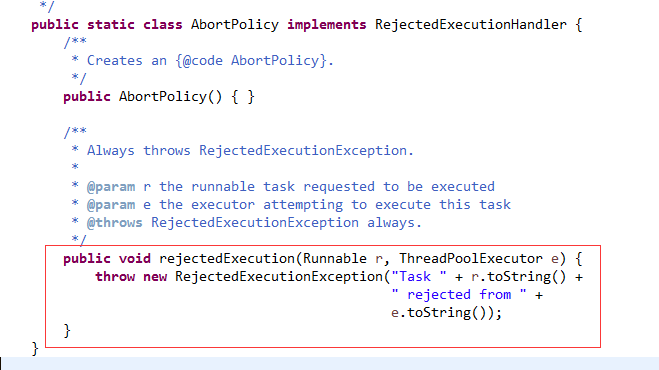 */
public static class AbortPolicy implements RejectedExecutionHandler {
    /**
     * Creates an {@code AbortPolicy}.
     */
    public AbortPolicy() { }

    /**
     * Always throws RejectedExecutionException.
     *
     * @param r the runnable task requested to be executed
     * @param e the executor attempting to execute this task
     * @throws RejectedExecutionException always.
     */
    public void rejectedExecution(Runnable r, ThreadPoolExecutor e) {
        throw new RejectedExecutionException("Task " + r.toString() +
                                             " rejected from " +
                                             e.toString());
    }
}